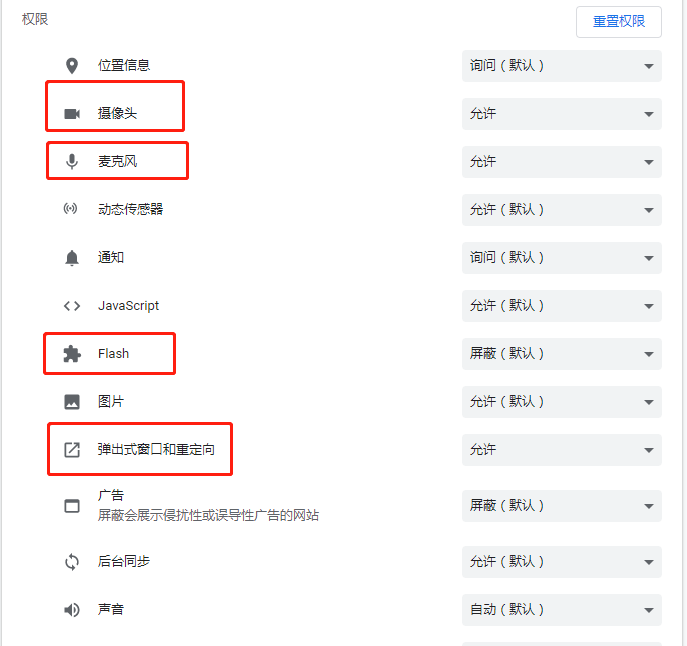 权限
重置权限
位置信息
询问（默认）
摄像头
允许
麦克风
允许
动态传感器
允许（默认）
通知
询问（默认）
JavaScript
允许（默认）
Flash
屏蔽（默认）
图片
允许（默认）
弹出式窗口和重定向
允许
广告
屏蔽会展示侵扰性或误导性广告的网站
屏蔽（默认）
后台同步
允许（默认）
声音
自动（默认）